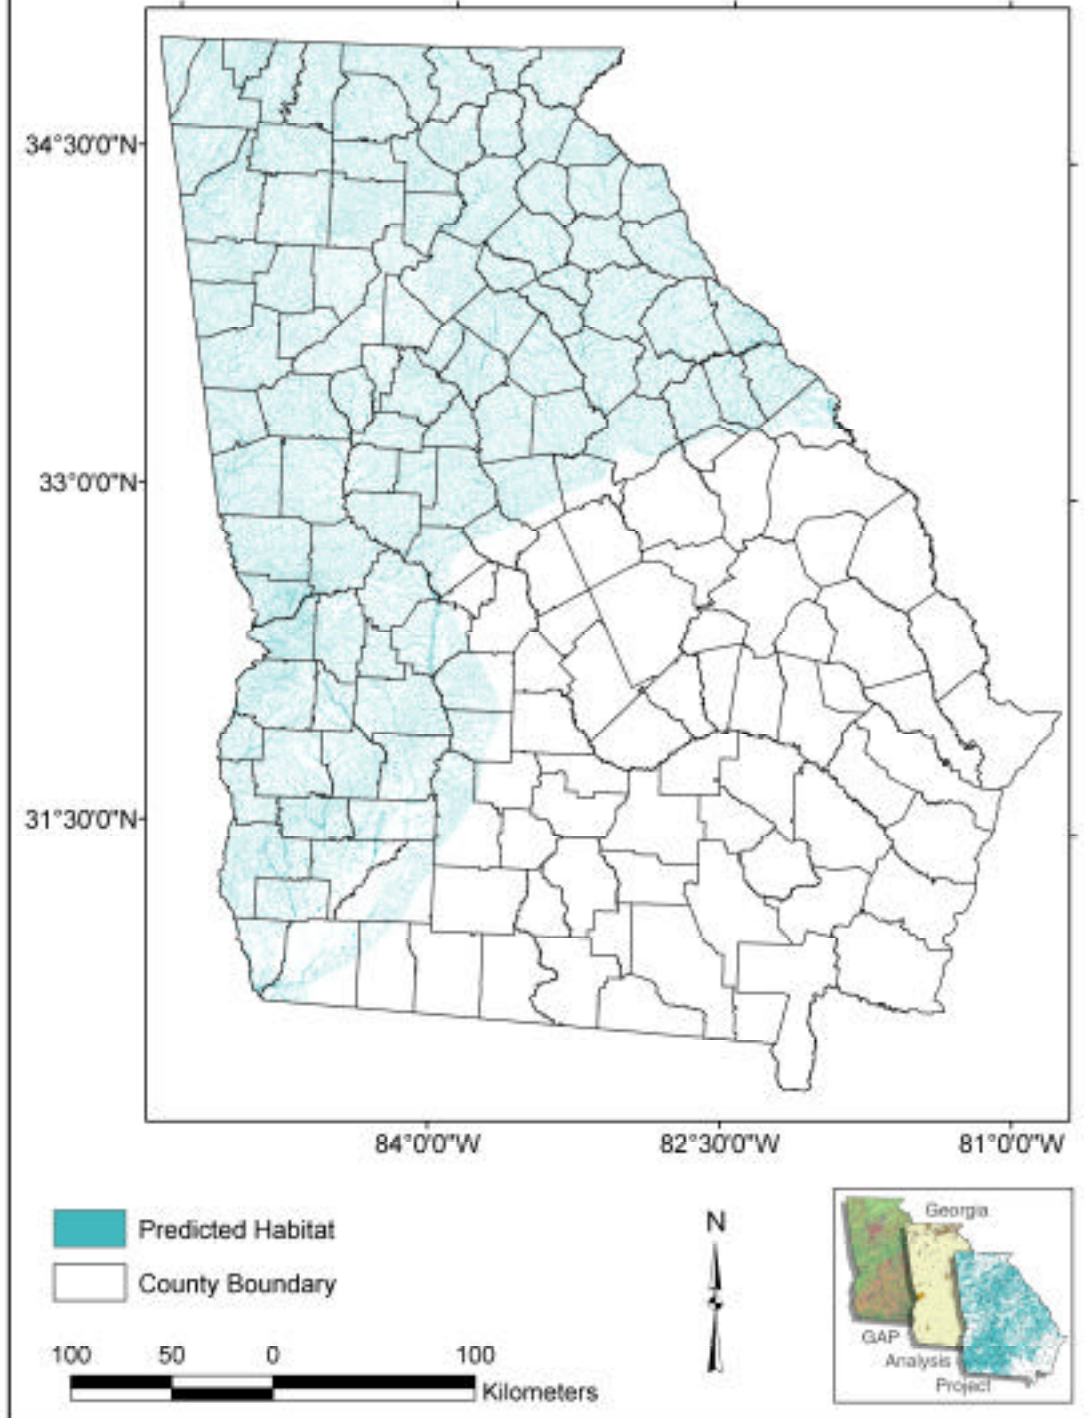 34°30'0"N
33°0'0"N
31°30'0"N
84°0'0"W 82°30'0"W 81°0'0"W
Predicted Habitat
County Boundary
100 50 0 100
Kilometers
N
Georgia
GAP
Analysis
Project